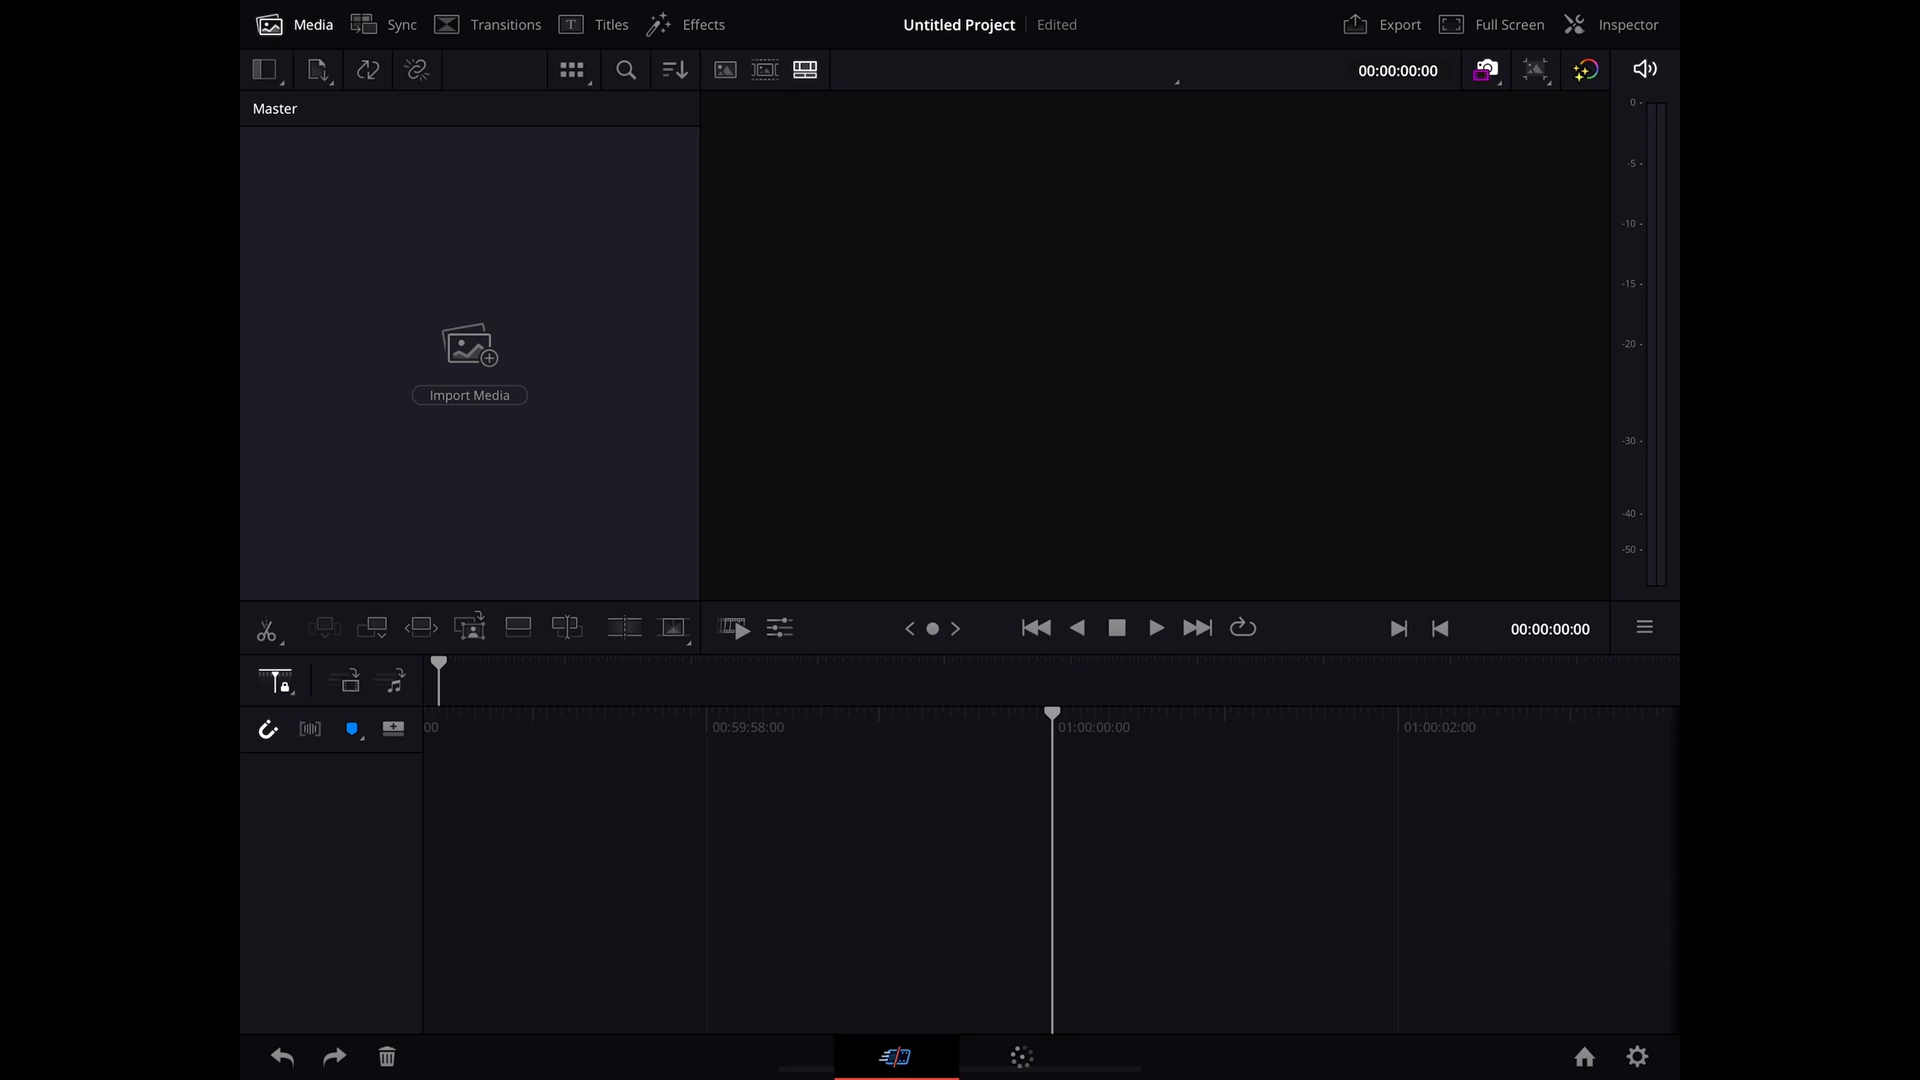 Media Sync Transitions Titles Effects Untitled Project Edited Export Full Screen Inspector
00:00:00:00
Master
0
-5
-10
-15
-20
-30
-40
-50
Import Media
00:00:00:00
00 00:59:58:00 01:00:00:00 01:00:02:00